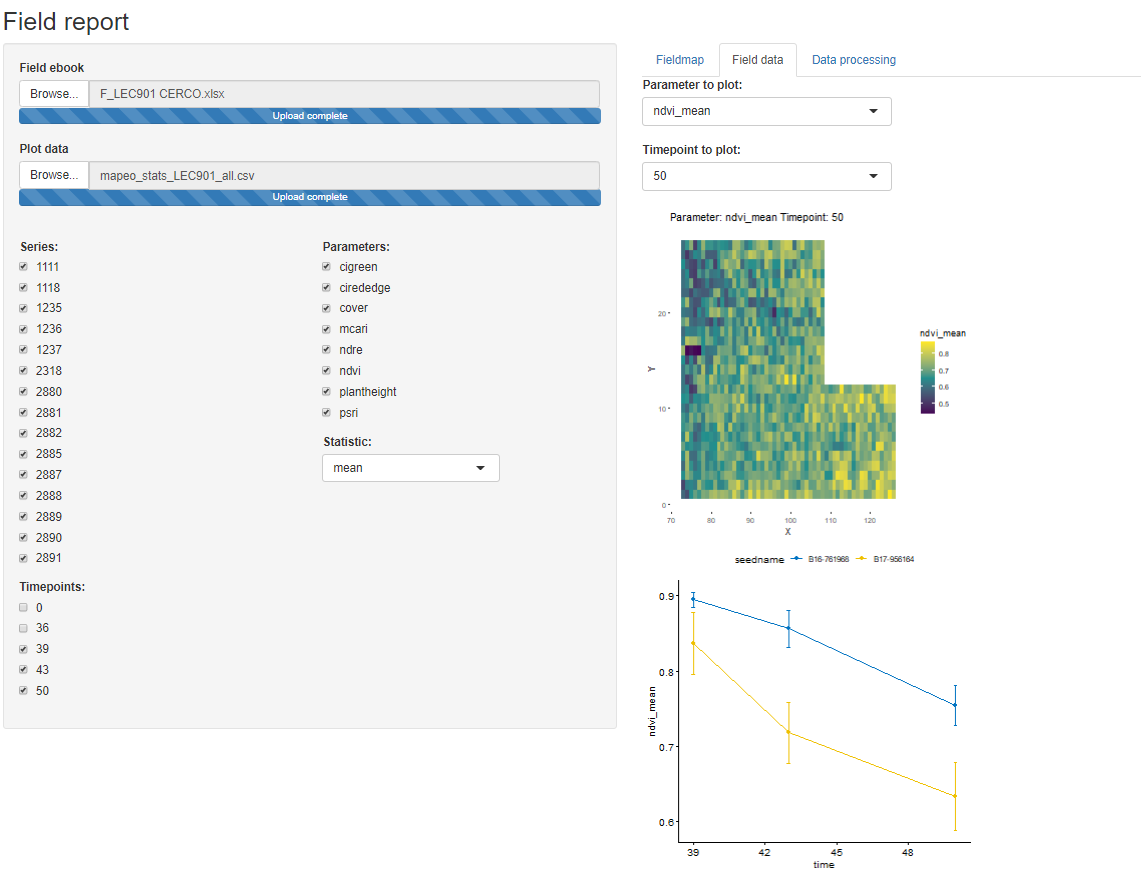 Field report
Field ebook
Browse... F_LEC901 CERCO.xlsx
Upload complete
Plot data
Browse... mapeo_stats_LEC901_all.csv
Upload complete
Series:
1111
1118
1235
1236
1237
2318
2880
2881
2882
2885
2887
2888
2889
2890
2891
Timepoints:
0
36
39
43
50
Parameters:
cigreen
cirededge
cover
mcari
ndre
ndvi
plantheight
psri
Statistic:
mean
Fieldmap Field data Data processing
Parameter to plot:
ndvi_mean
Timepoint to plot:
50
Parameter: ndvi_mean Timepoint: 50
20
10
0
Y
70 80 90 100 110 120
X
ndvi_mean
0.8
0.7
0.6
0.5
seedname B16-761968 B17-956164
0.9
0.8
0.7
0.6
ndvi_mean
39 42 45 48
time